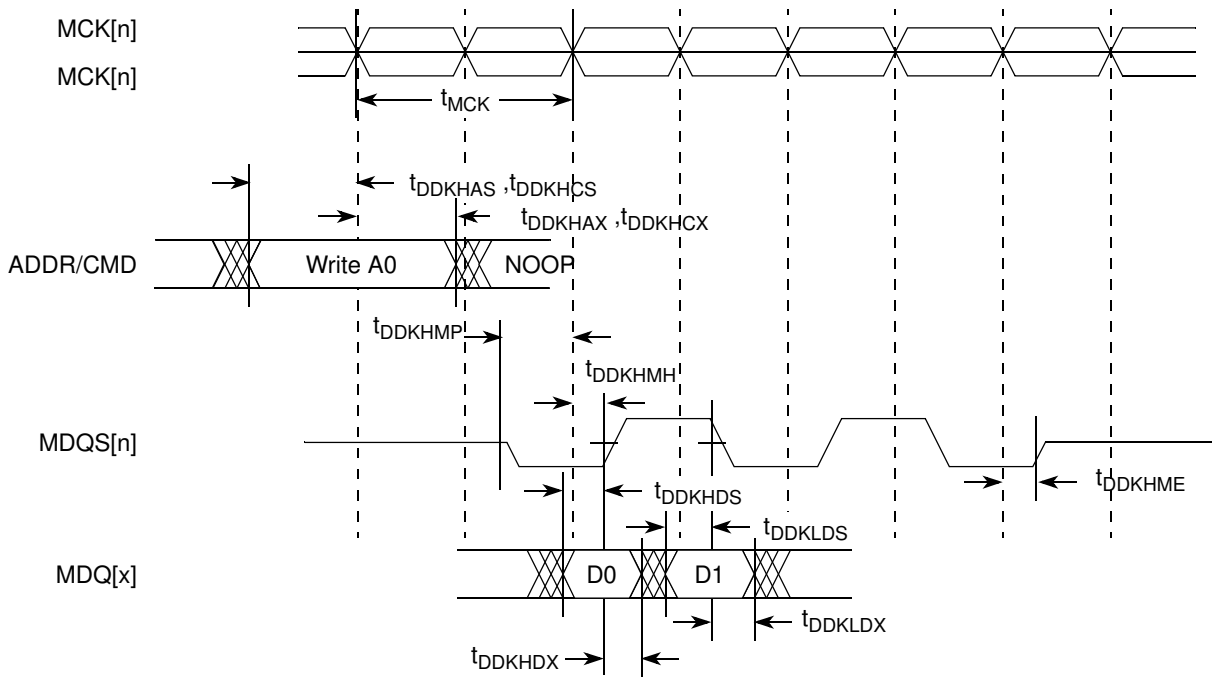 MCK[n]
MCK[n]
tMCK
tDDKHAS ,tDDKHCS
tDDKHAX ,tDDKHCX
ADDR/CMD
Write A0
NOOP
tDDKHMP
tDDKHMH
MDQS[n]
tDDKHME
tDDKHDS
tDDKLDS
MDQ[x]
D0
D1
tDDKLDX
tDDKHDX